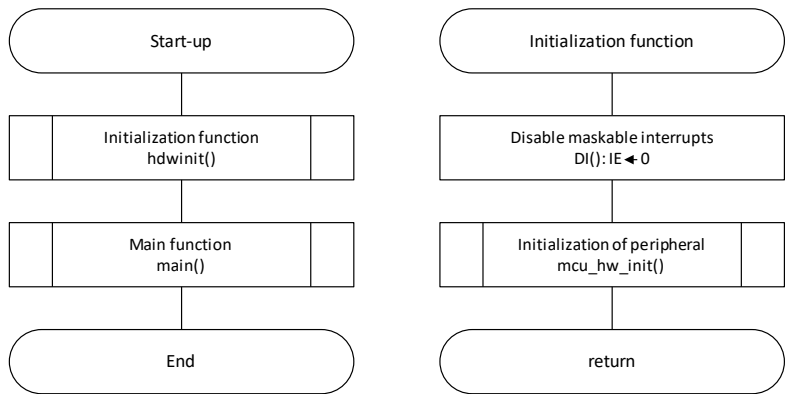 Start-up
Initialization function
hdwinit()
Main function
main()
End
Initialization function
Disable maskable interrupts
DI(): IE ← 0
Initialization of peripheral
mcu_hw_init()
return